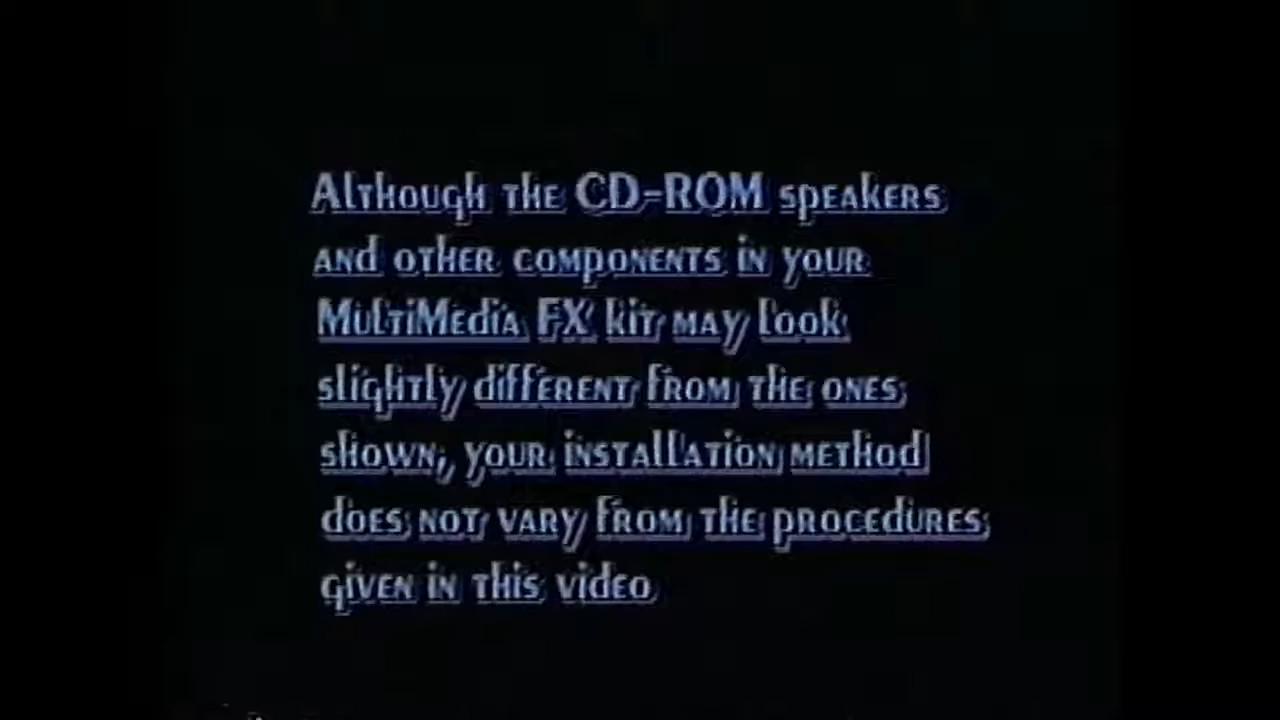 Although the CD-ROM speakers
and other components in your
MultiMedia FX kit may look
slightly different from the ones
shown, your installation method
does not vary from the procedures
given in this video